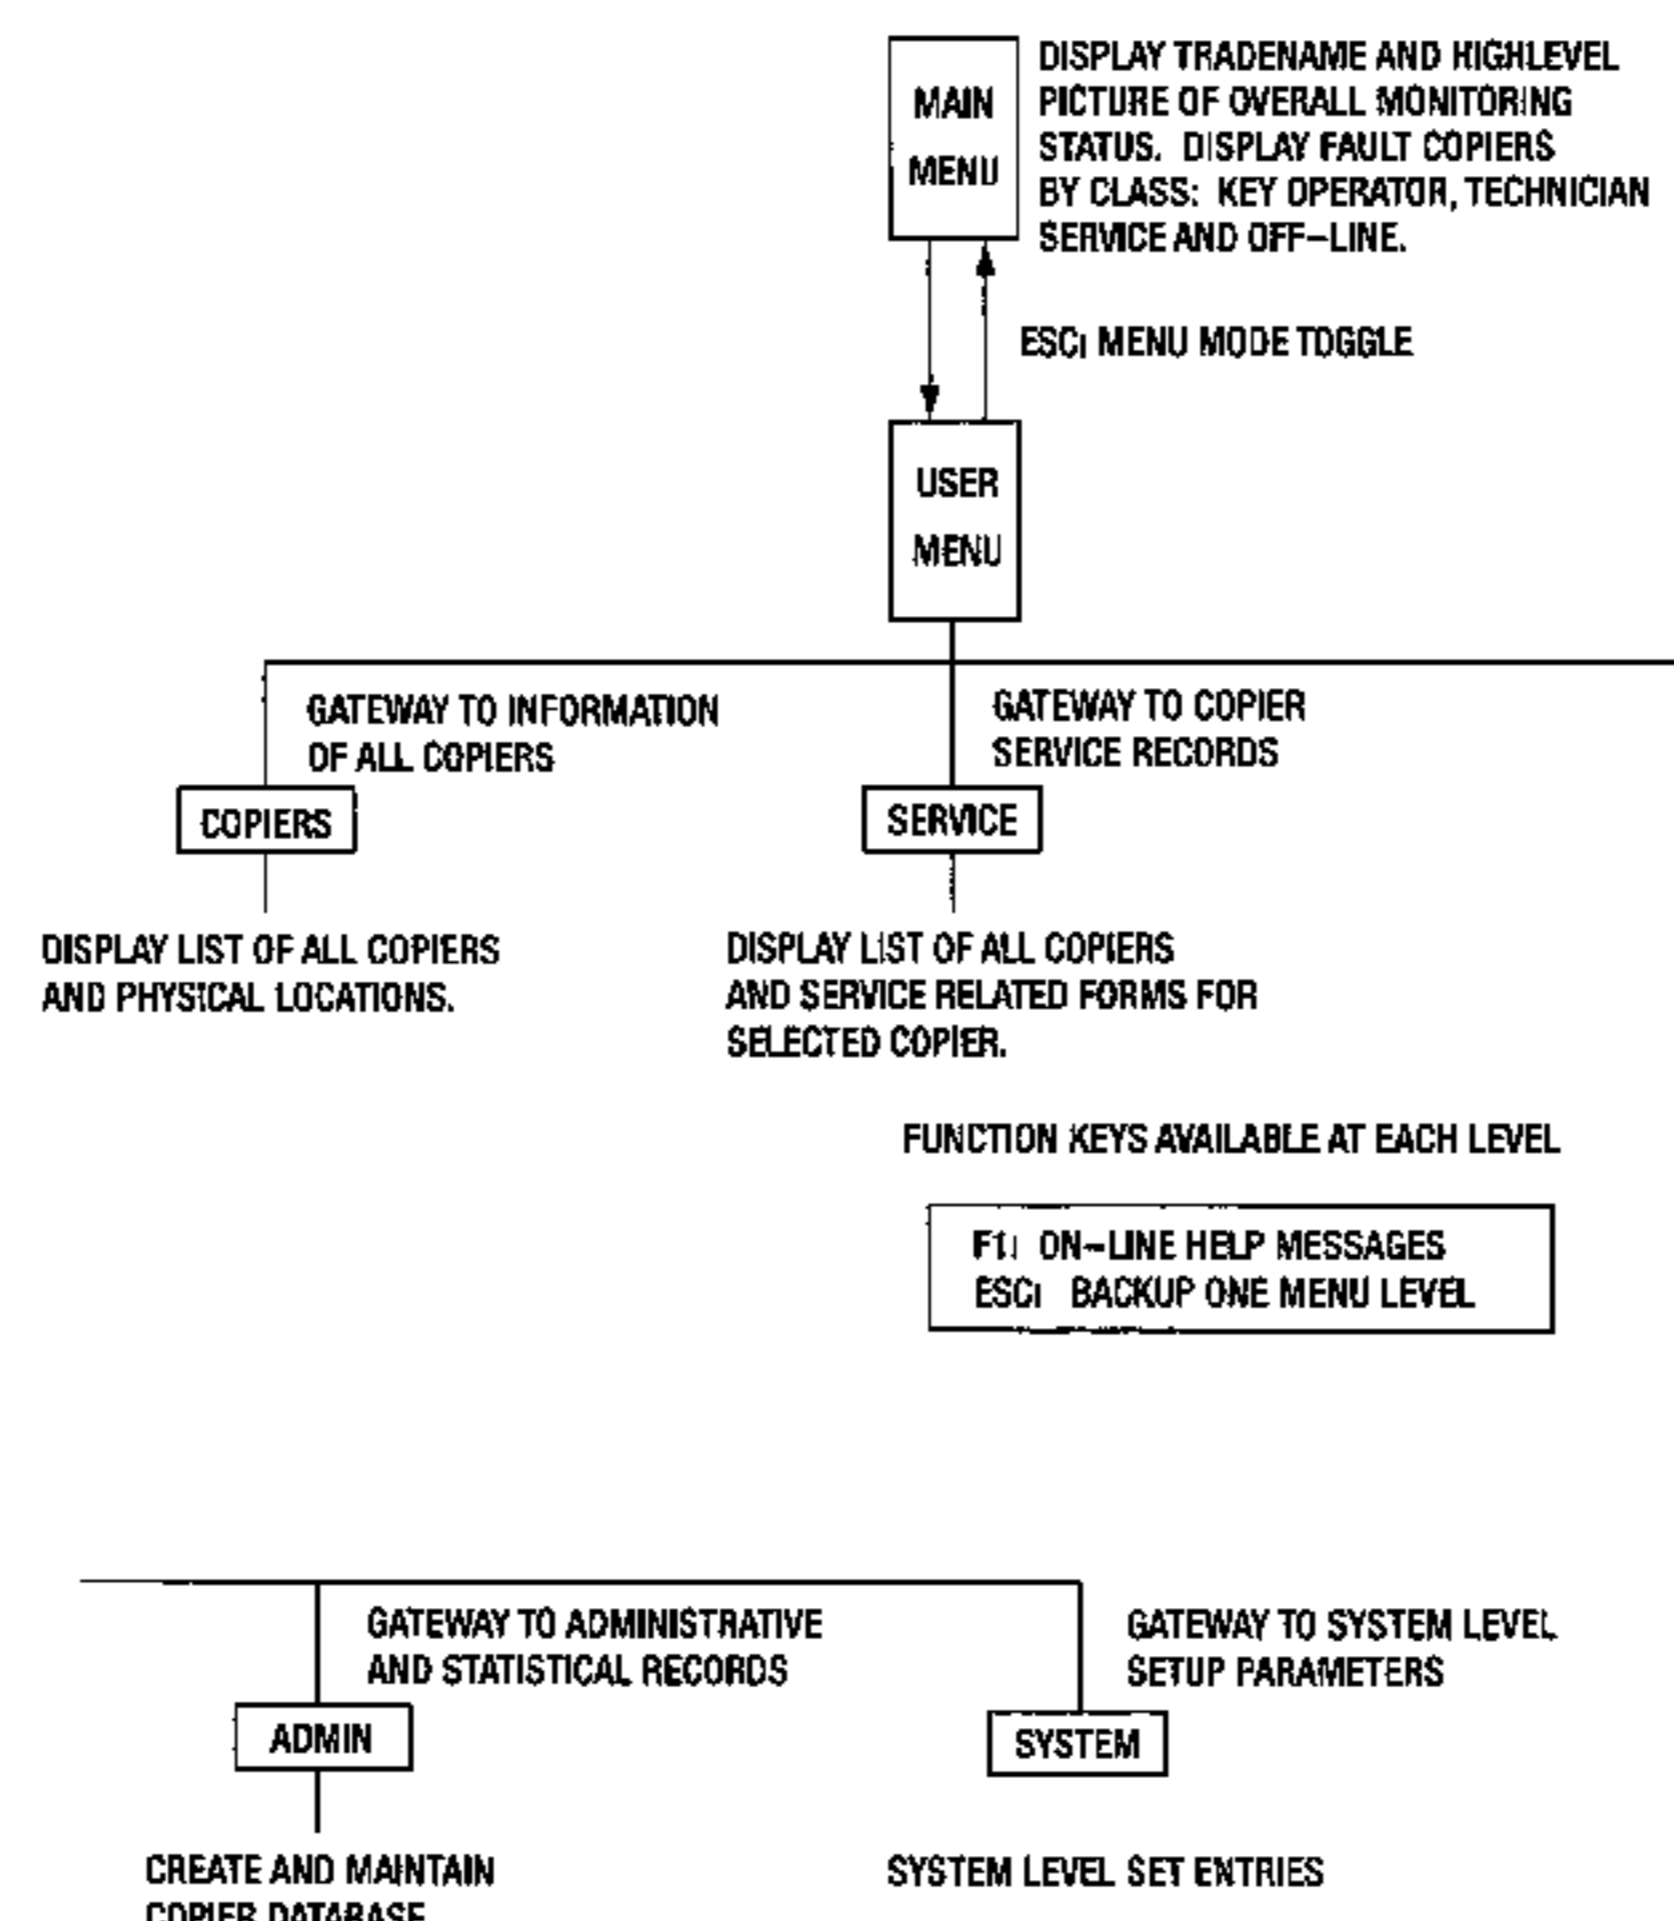 MAIN
MENU
DISPLAY TRADENAME AND HIGHLEVEL
PICTURE OF OVERALL MONITORING
STATUS. DISPLAY FAULT COPIERS
BY CLASS: KEY OPERATOR, TECHNICIAN
SERVICE AND OFF-LINE.
ESC: MENU MODE TOGGLE
USER
MENU
GATEWAY TO INFORMATION
OF ALL COPIERS
GATEWAY TO COPIER
SERVICE RECORDS
COPIERS
SERVICE
DISPLAY LIST OF ALL COPIERS
AND PHYSICAL LOCATIONS.
DISPLAY LIST OF ALL COPIERS
AND SERVICE RELATED FORMS FOR
SELECTED COPIER.
FUNCTION KEYS AVAILABLE AT EACH LEVEL
F1: ON-LINE HELP MESSAGES
ESC: BACKUP ONE MENU LEVEL
GATEWAY TO ADMINISTRATIVE
AND STATISTICAL RECORDS
GATEWAY TO SYSTEM LEVEL
SETUP PARAMETERS
ADMIN
SYSTEM
CREATE AND MAINTAIN
COPIER DATABASE
SYSTEM LEVEL SET ENTRIES